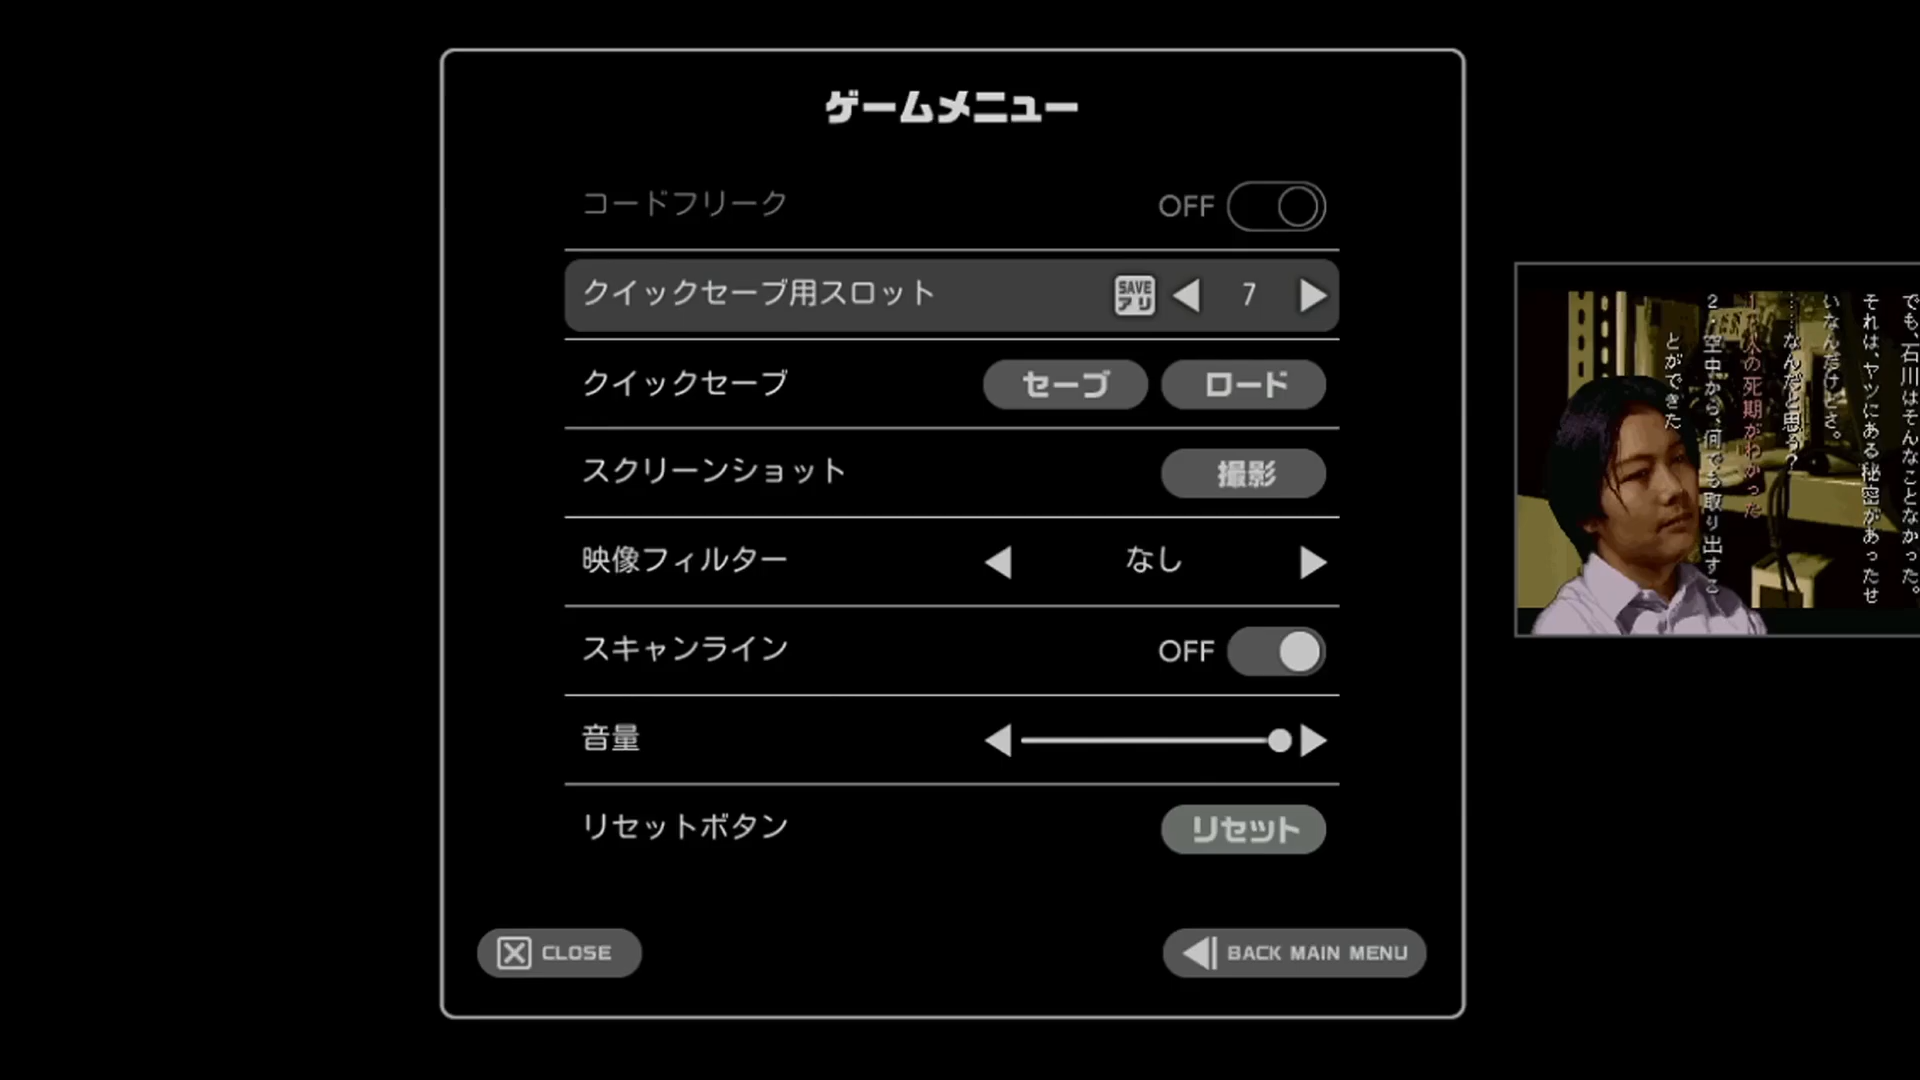 ゲームメニュー
コードフリーク OFF
クイックセーブ用スロット SAVEアリ 7
クイックセーブ セーブ ロード
スクリーンショット 撮影
映像フィルター なし
スキャンライン OFF
音量
リセットボタン リセット
CLOSE
BACK MAIN MENU
でも、石川はそんなことなかった。
それは、ヤツにある秘密があったせ
いなんだけどさ。
……なんだと思う？
1・人の死期がわかった
2・空中から、何でも取り出すこ
とができた